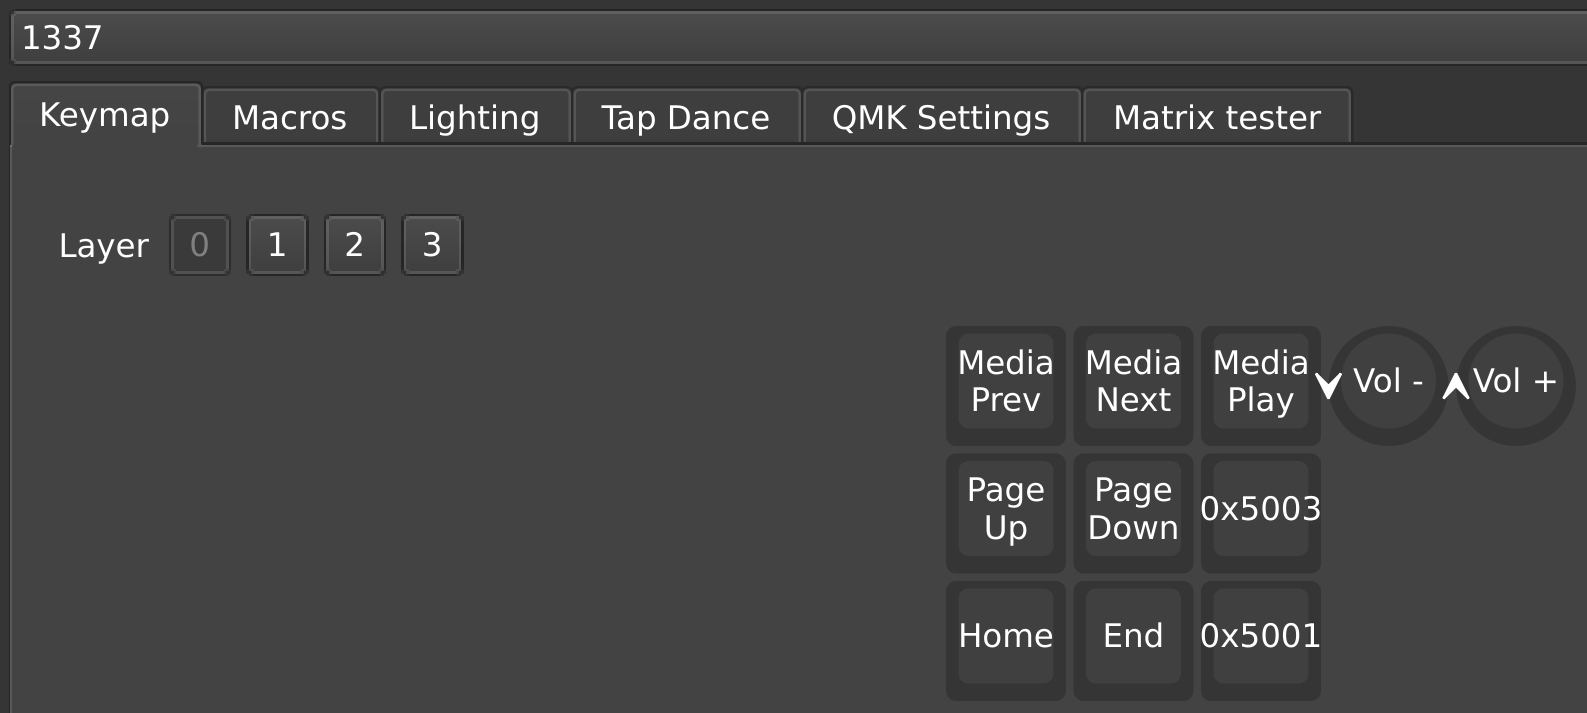 1337
Keymap Macros Lighting Tap Dance QMK Settings Matrix tester
Layer 0 1 2 3
Media Prev
Media Next
Media Play
Vol -
Vol +
Page Up
Page Down
0x5003
Home
End
0x5001